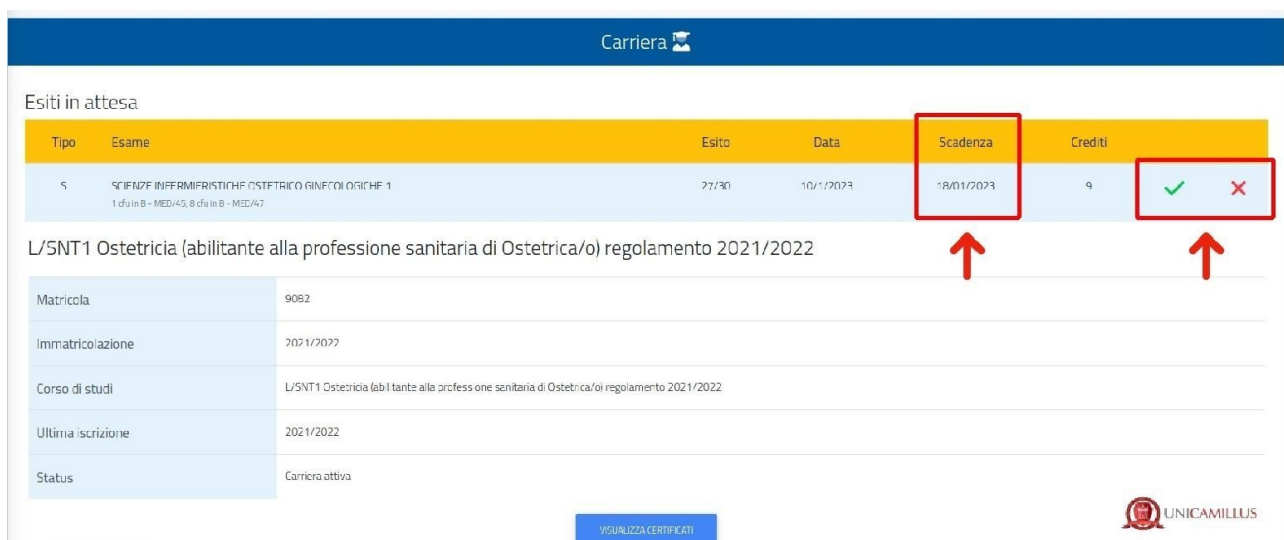 Carriera
Esiti in attesa
Tipo Esame Esito Data Scadenza Crediti
S SCIENZE INFERMIERISTICHE OSTETRICO GINECOLOGICHE 1 27/30 10/1/2023 18/01/2023 9
1 cfu in B - MED/45, 8 cfu in B - MED/47
L/SNT1 Ostetricia (abilitante alla professione sanitaria di Ostetrica/o) regolamento 2021/2022
Matricola 9082
Immatricolazione 2021/2022
Corso di studi L/SNT1 Ostetricia (abilitante alla professione sanitaria di Ostetrica/o) regolamento 2021/2022
Ultima iscrizione 2021/2022
Status Carriera attiva
VISUALIZZA CERTIFICATI
UNICAMILLUS